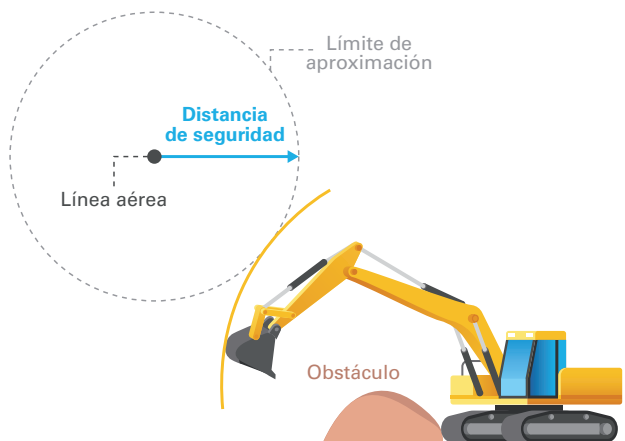 Límite de
aproximación
Distancia
de seguridad
Línea aérea
Obstáculo